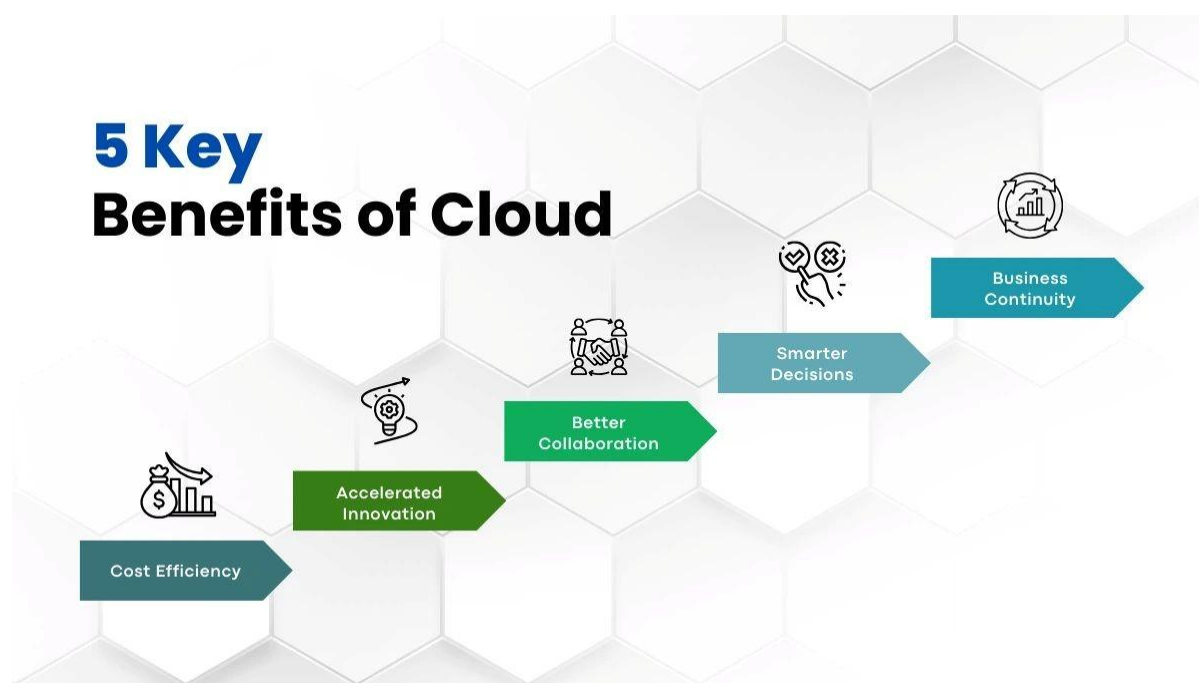 5 Key
Benefits of Cloud
Business
Continuity
Smarter
Decisions
Better
Collaboration
Accelerated
Innovation
$
Cost Efficiency